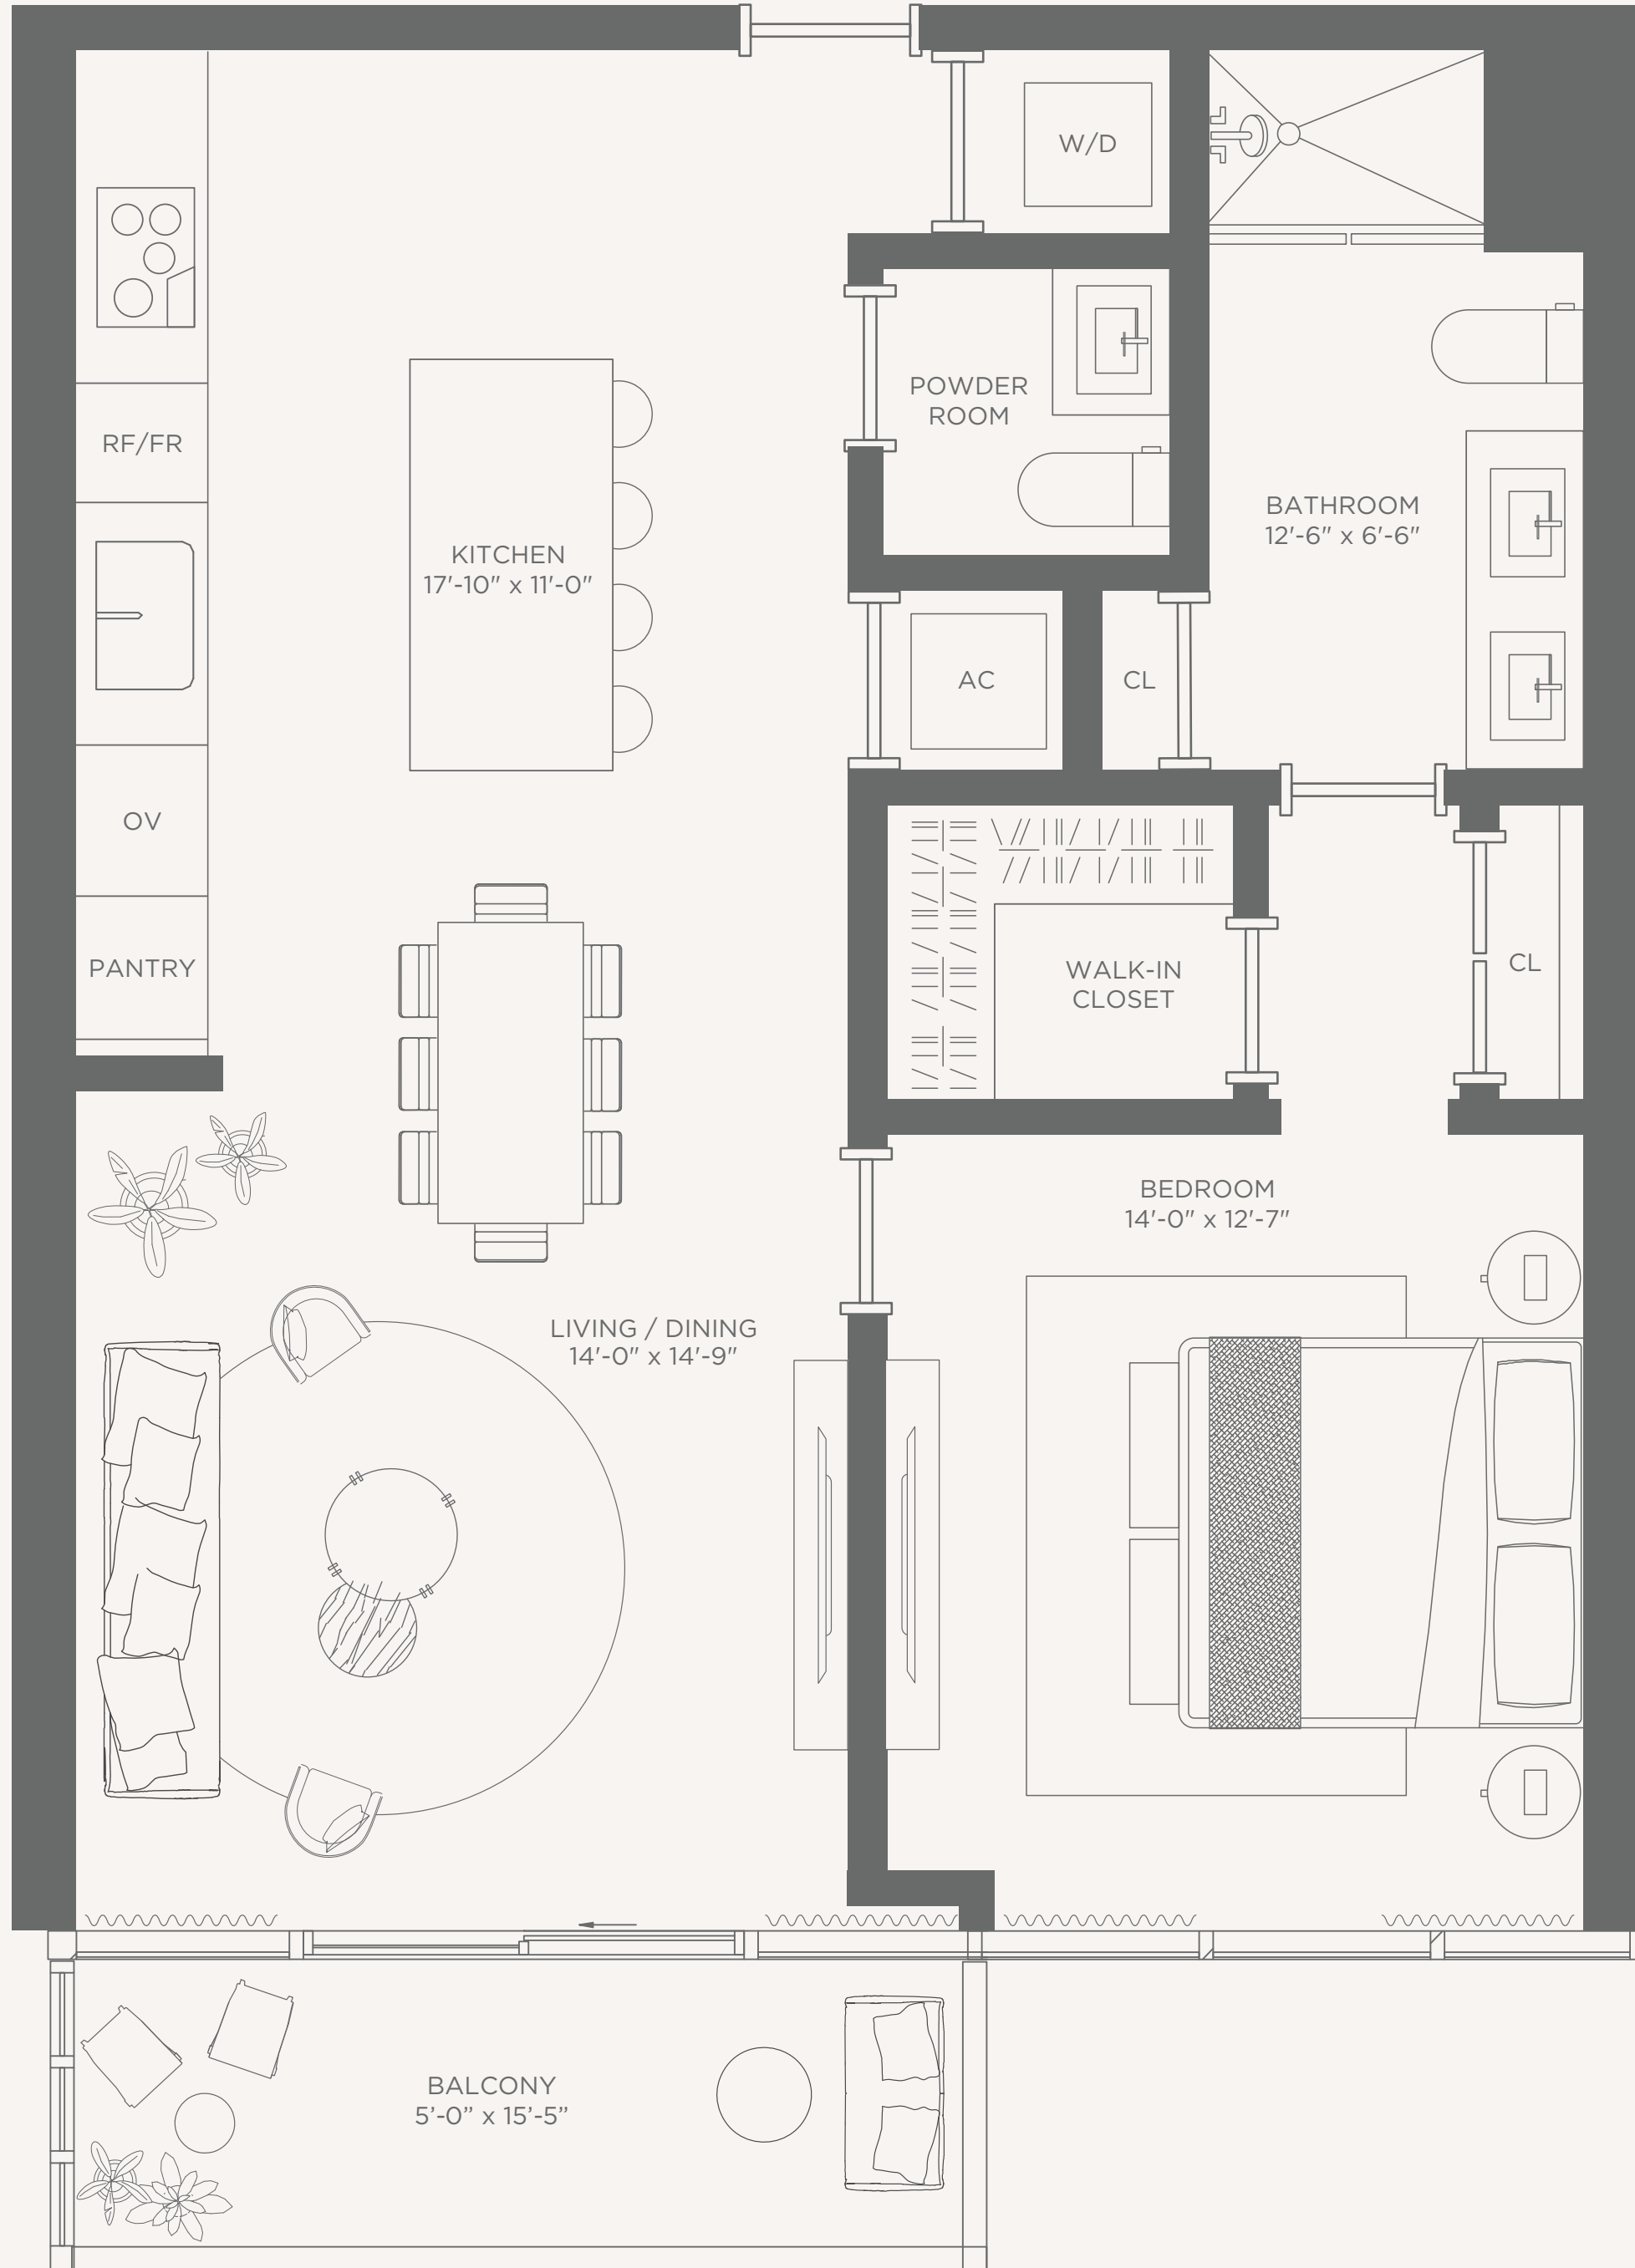 W/D
POWDER
ROOM
RF/FR
BATHROOM
12'-6" x 6'-6"
KITCHEN
17'-10" x 11'-0"
AC
CL
OV
PANTRY
WALK-IN
CLOSET
CL
BEDROOM
14'-0" x 12'-7"
LIVING / DINING
14'-0" x 14'-9"
BALCONY
5’-0” x 15’-5”